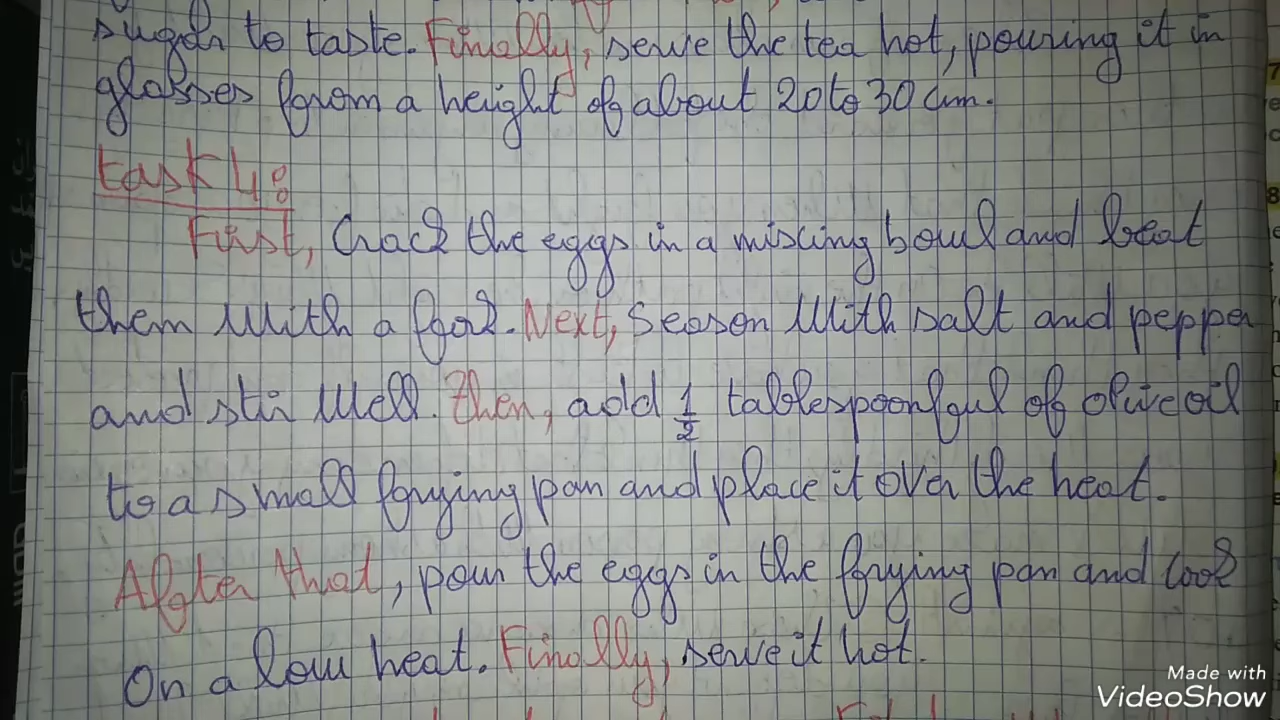 sugar to taste. Finally, serve the tea hot, pouring it in
glasses from a height of about 20 to 30 cm.
task 4:
First, Crack the eggs in a mixing bowl and beat
them with a fork. Next, season with salt and pepper
and stir well. Then, add 1/2 tablespoonful of olive oil
to a small frying pan and place it over the heat.
After that, pour the eggs in the frying pan and cook
On a low heat. Finally, serve it hot.
Made with
VideoShow